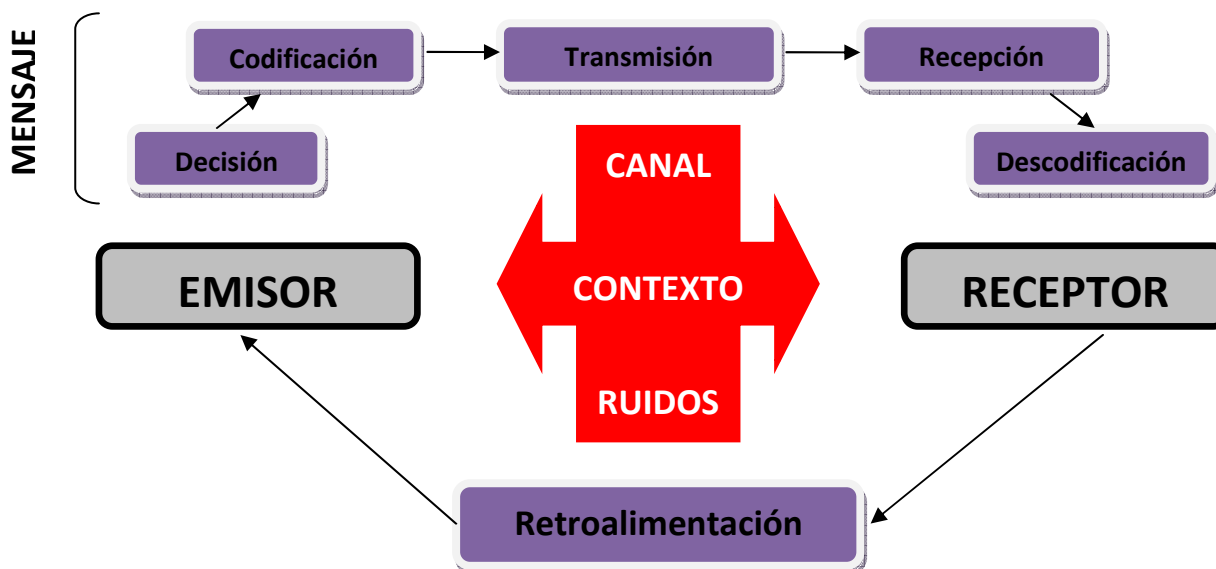 MENSAJE
Codificación
Transmisión
Recepción
Decisión
CANAL
Descodificación
EMISOR
CONTEXTO
RECEPTOR
RUIDOS
Retroalimentación